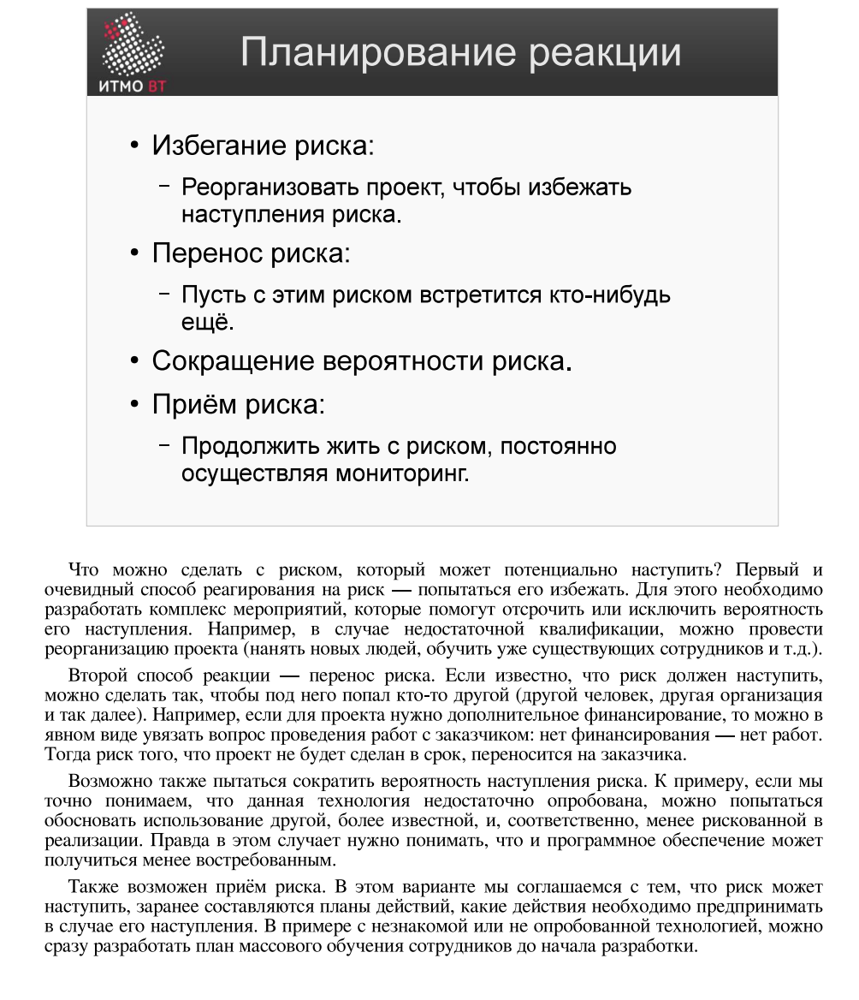 ИТМО ВТ
Планирование реакции
• Избегание риска:
– Реорганизовать проект, чтобы избежать
наступления риска.
• Перенос риска:
– Пусть с этим риском встретится кто-нибудь
ещё.
• Сокращение вероятности риска.
• Приём риска:
– Продолжить жить с риском, постоянно
осуществляя мониторинг.
Что можно сделать с риском, который может потенциально наступить? Первый и
очевидный способ реагирования на риск — попытаться его избежать. Для этого необходимо
разработать комплекс мероприятий, которые помогут отсрочить или исключить вероятность
его наступления. Например, в случае недостаточной квалификации, можно провести
реорганизацию проекта (нанять новых людей, обучить уже существующих сотрудников и т.д.).
Второй способ реакции — перенос риска. Если известно, что риск должен наступить,
можно сделать так, чтобы под него попал кто-то другой (другой человек, другая организация
и так далее). Например, если для проекта нужно дополнительное финансирование, то можно в
явном виде увязать вопрос проведения работ с заказчиком: нет финансирования — нет работ.
Тогда риск того, что проект не будет сделан в срок, переносится на заказчика.
Возможно также пытаться сократить вероятность наступления риска. К примеру, если мы
точно понимаем, что данная технология недостаточно опробована, можно попытаться
обосновать использование другой, более известной, и, соответственно, менее рискованной в
реализации. Правда в этом случает нужно понимать, что и программное обеспечение может
получиться менее востребованным.
Также возможен приём риска. В этом варианте мы соглашаемся с тем, что риск может
наступить, заранее составляются планы действий, какие действия необходимо предпринимать
в случае его наступления. В примере с незнакомой или не опробованной технологией, можно
сразу разработать план массового обучения сотрудников до начала разработки.